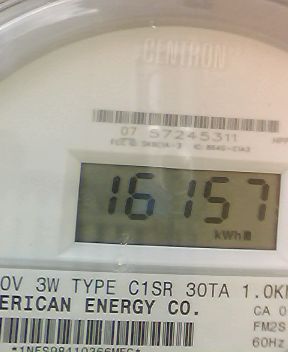 CENTRON
07 57245311
16157
kWh
0V 3W TYPE C1SR 30TA 1.0K
ERICAN ENERGY CO.
CA 0
FM2S
60Hz